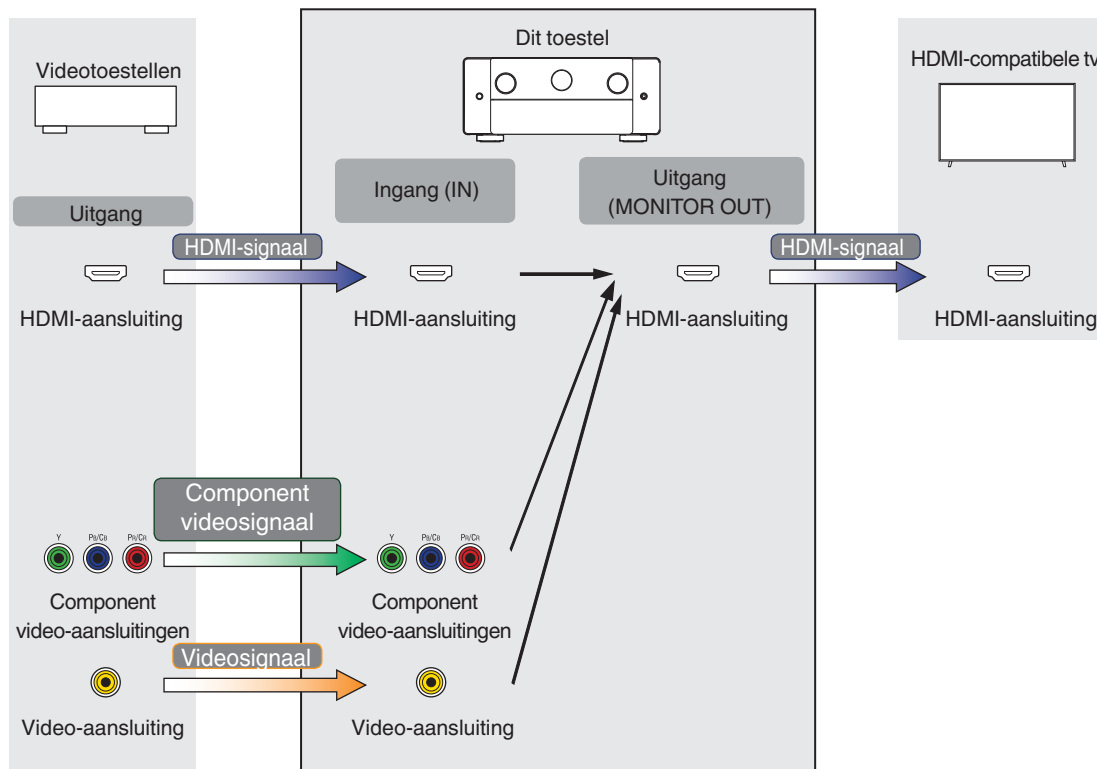 Dit toestel
Videotoestellen
HDMI-compatibele tv
Ingang (IN)
Uitgang
(MONITOR OUT)
Uitgang
HDMI-signaal
HDMI-signaal
HDMI-aansluiting
HDMI-aansluiting
HDMI-aansluiting
HDMI-aansluiting
Component
videosignaal
Y PB/CB PR/CR
Y PB/CB PR/CR
Component
video-aansluitingen
Component
video-aansluitingen
Videosignaal
Video-aansluiting
Video-aansluiting